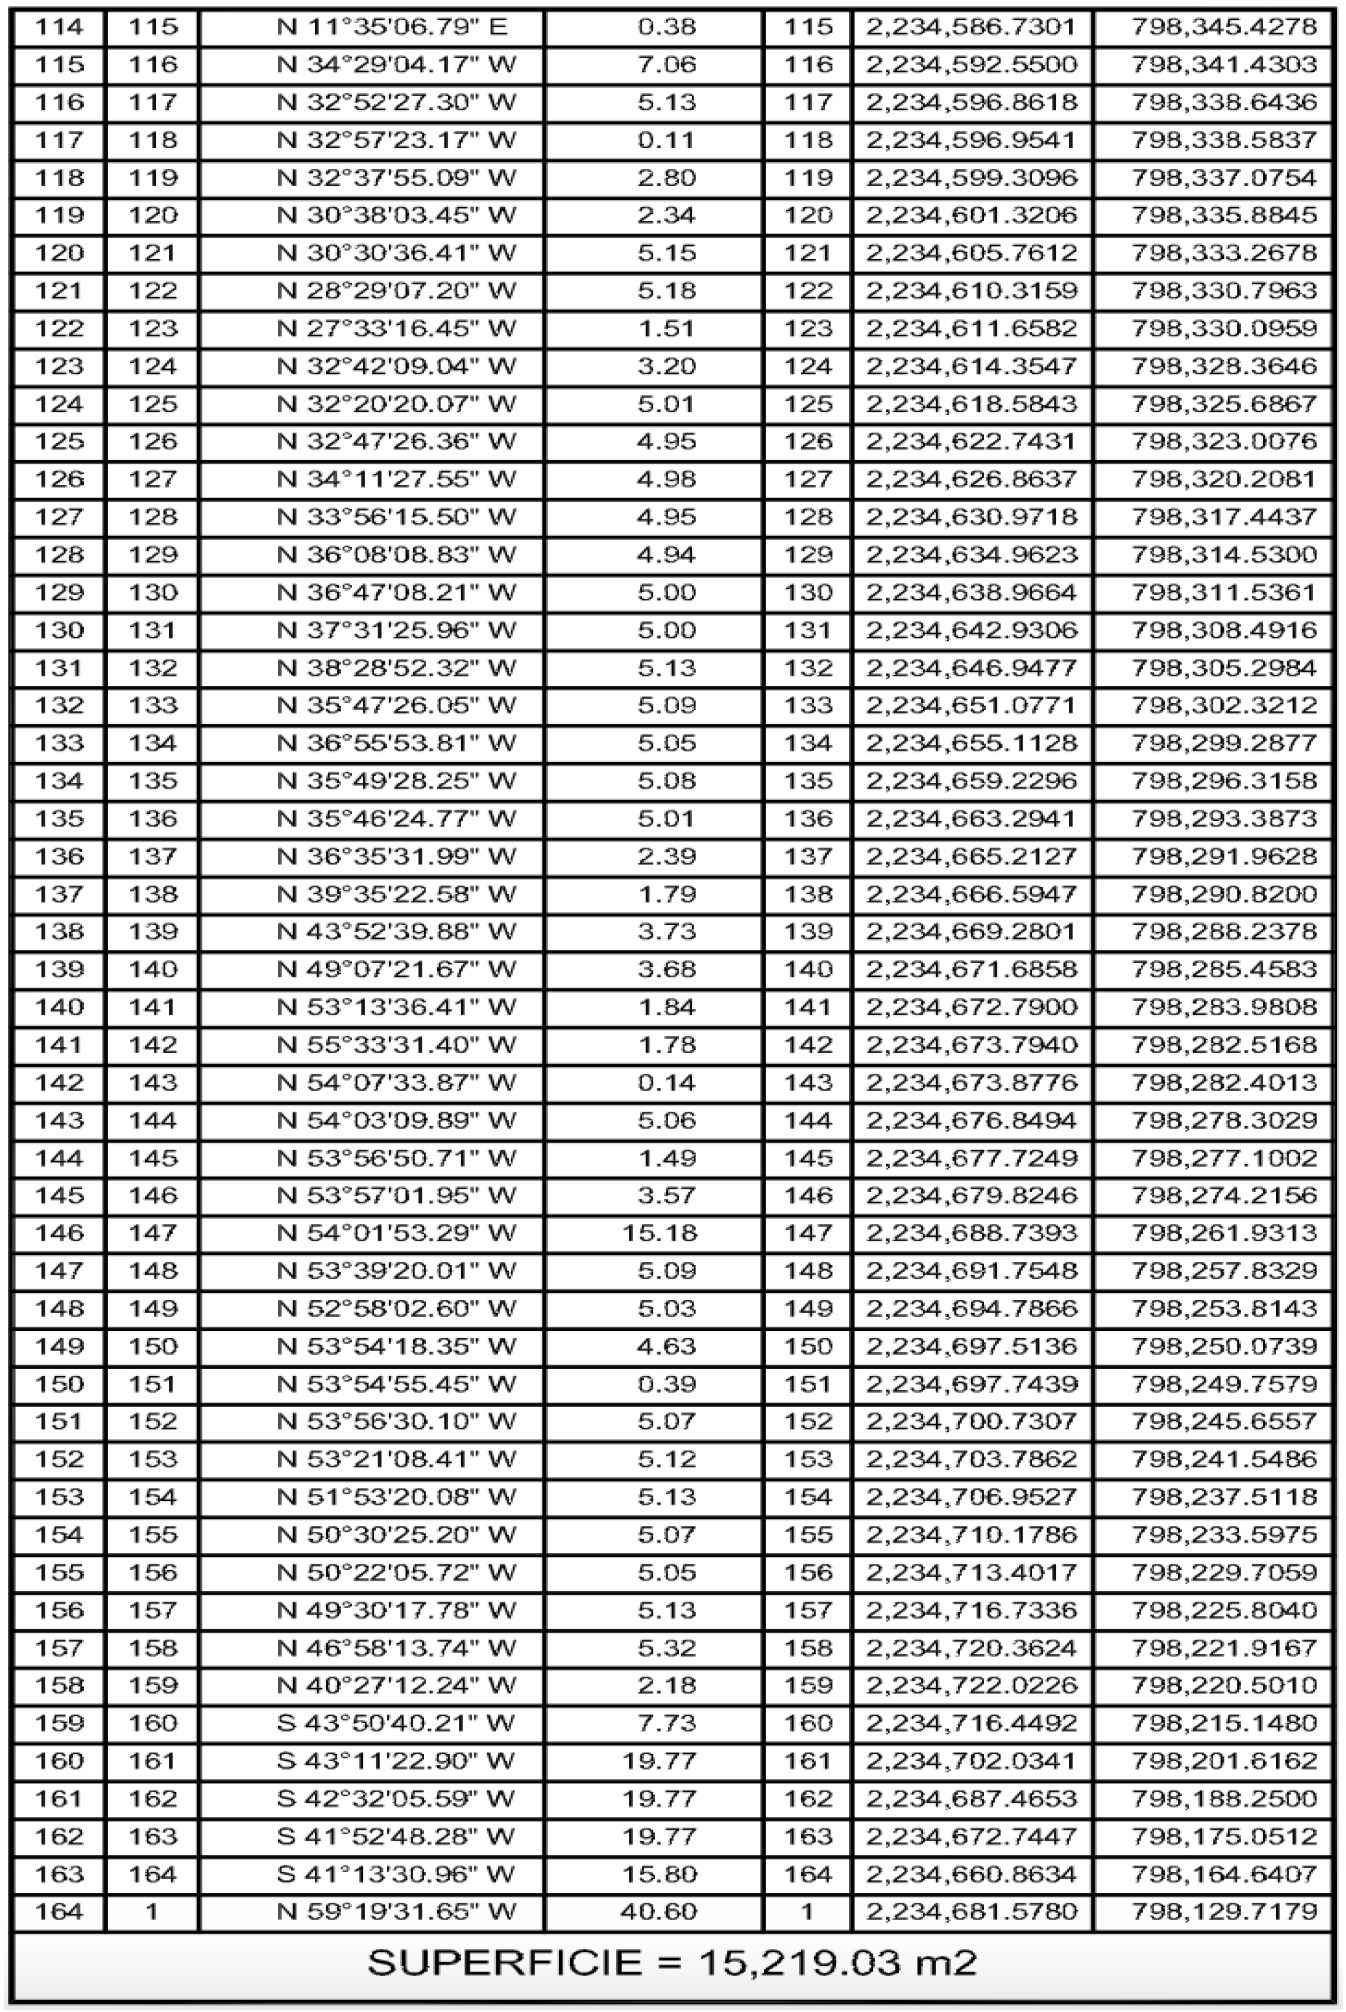 114 115 N 11°35'06.79" E 0.38 115 2,234,586.7301 798,345.4278
115 116 N 34°29'04.17" W 7.06 116 2,234,592.5500 798,341.4303
116 117 N 32°52'27.30" W 5.13 117 2,234,596.8618 798,338.6436
117 118 N 32°57'23.17" W 0.11 118 2,234,596.9541 798,338.5837
118 119 N 32°37'55.09" W 2.80 119 2,234,599.3096 798,337.0754
119 120 N 30°38'03.45" W 2.34 120 2,234,601.3206 798,335.8845
120 121 N 30°30'36.41" W 5.15 121 2,234,605.7612 798,333.2678
121 122 N 28°29'07.20" W 5.18 122 2,234,610.3159 798,330.7963
122 123 N 27°33'16.45" W 1.51 123 2,234,611.6582 798,330.0959
123 124 N 32°42'09.04" W 3.20 124 2,234,614.3547 798,328.3646
124 125 N 32°20'20.07" W 5.01 125 2,234,618.5843 798,325.6867
125 126 N 32°47'26.36" W 4.95 126 2,234,622.7431 798,323.0076
126 127 N 34°11'27.55" W 4.98 127 2,234,626.8637 798,320.2081
127 128 N 33°56'15.50" W 4.95 128 2,234,630.9718 798,317.4437
128 129 N 36°08'08.83" W 4.94 129 2,234,634.9623 798,314.5300
129 130 N 36°47'08.21" W 5.00 130 2,234,638.9664 798,311.5361
130 131 N 37°31'25.96" W 5.00 131 2,234,642.9306 798,308.4916
131 132 N 38°28'52.32" W 5.13 132 2,234,646.9477 798,305.2984
132 133 N 35°47'26.05" W 5.09 133 2,234,651.0771 798,302.3212
133 134 N 36°55'53.81" W 5.05 134 2,234,655.1128 798,299.2877
134 135 N 35°49'28.25" W 5.08 135 2,234,659.2296 798,296.3158
135 136 N 35°46'24.77" W 5.01 136 2,234,663.2941 798,293.3873
136 137 N 36°35'31.99" W 2.39 137 2,234,665.2127 798,291.9628
137 138 N 39°35'22.58" W 1.79 138 2,234,666.5947 798,290.8200
138 139 N 43°52'39.88" W 3.73 139 2,234,669.2801 798,288.2378
139 140 N 49°07'21.67" W 3.68 140 2,234,671.6858 798,285.4583
140 141 N 53°13'36.41" W 1.84 141 2,234,672.7900 798,283.9808
141 142 N 55°33'31.40" W 1.78 142 2,234,673.7940 798,282.5168
142 143 N 54°07'33.87" W 0.14 143 2,234,673.8776 798,282.4013
143 144 N 54°03'09.89" W 5.06 144 2,234,676.8494 798,278.3029
144 145 N 53°56'50.71" W 1.49 145 2,234,677.7249 798,277.1002
145 146 N 53°57'01.95" W 3.57 146 2,234,679.8246 798,274.2156
146 147 N 54°01'53.29" W 15.18 147 2,234,688.7393 798,261.9313
147 148 N 53°39'20.01" W 5.09 148 2,234,691.7548 798,257.8329
148 149 N 52°58'02.60" W 5.03 149 2,234,694.7866 798,253.8143
149 150 N 53°54'18.35" W 4.63 150 2,234,697.5136 798,250.0739
150 151 N 53°54'55.45" W 0.39 151 2,234,697.7439 798,249.7579
151 152 N 53°56'30.10" W 5.07 152 2,234,700.7307 798,245.6557
152 153 N 53°21'08.41" W 5.12 153 2,234,703.7862 798,241.5486
153 154 N 51°53'20.08" W 5.13 154 2,234,706.9527 798,237.5118
154 155 N 50°30'25.20" W 5.07 155 2,234,710.1786 798,233.5975
155 156 N 50°22'05.72" W 5.05 156 2,234,713.4017 798,229.7059
156 157 N 49°30'17.78" W 5.13 157 2,234,716.7336 798,225.8040
157 158 N 46°58'13.74" W 5.32 158 2,234,720.3624 798,221.9167
158 159 N 40°27'12.24" W 2.18 159 2,234,722.0226 798,220.5010
159 160 S 43°50'40.21" W 7.73 160 2,234,716.4492 798,215.1480
160 161 S 43°11'22.90" W 19.77 161 2,234,702.0341 798,201.6162
161 162 S 42°32'05.59" W 19.77 162 2,234,687.4653 798,188.2500
162 163 S 41°52'48.28" W 19.77 163 2,234,672.7447 798,175.0512
163 164 S 41°13'30.96" W 15.80 164 2,234,660.8634 798,164.6407
164 1 N 59°19'31.65" W 40.60 1 2,234,681.5780 798,129.7179
SUPERFICIE = 15,219.03 m2